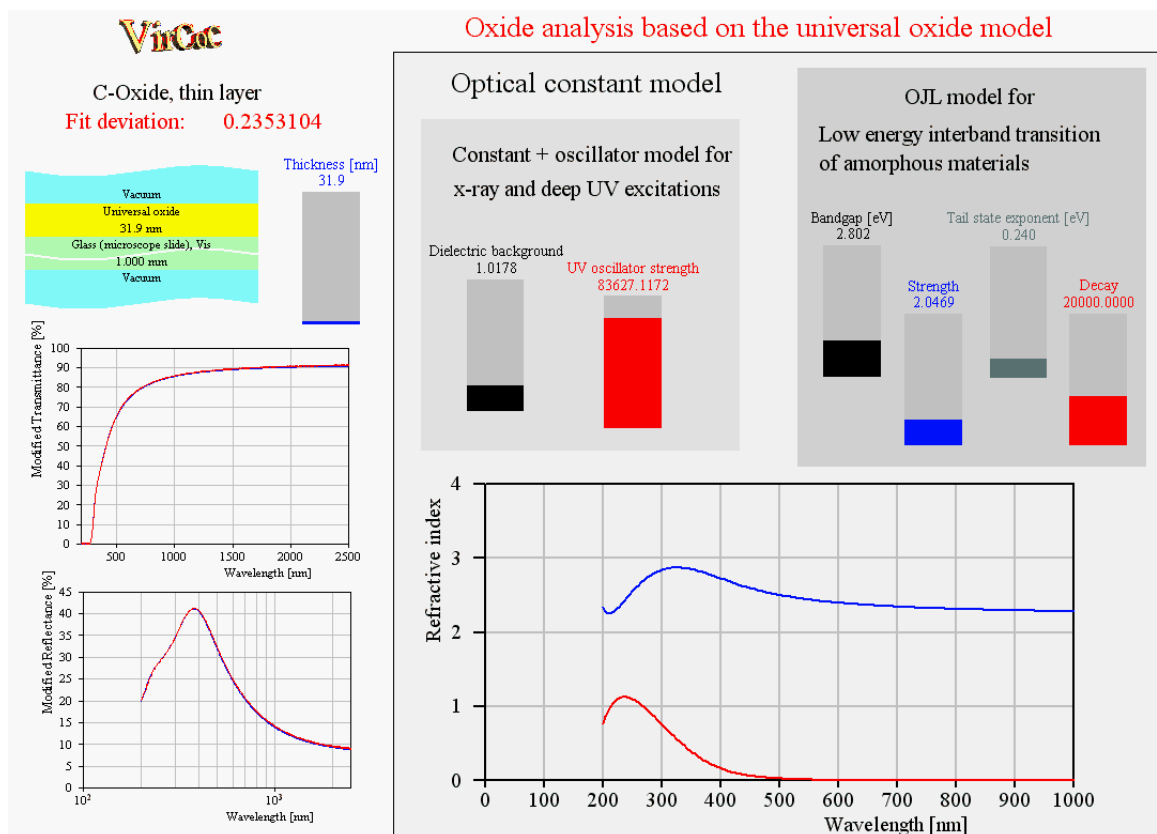 VirCoC
Oxide analysis based on the universal oxide model
C-Oxide, thin layer
Fit deviation: 0.2353104
Thickness [nm]
31.9
Vacuum
Universal oxide
31.9 nm
Glass (microscope slide), Vis
1.000 mm
Vacuum
Modified Transmittance [%]
100
90
80
70
60
50
40
30
20
10
0
500 1000 1500 2000 2500
Wavelength [nm]
Modified Reflectance [%]
45
40
35
30
25
20
15
10
5
0
10² 10³
Wavelength [nm]
Optical constant model
Constant + oscillator model for
x-ray and deep UV excitations
Dielectric background
1.0178
UV oscillator strength
83627.1172
OJL model for
Low energy interband transition
of amorphous materials
Bandgap [eV]
2.802
Strength
2.0469
Tail state exponent [eV]
0.240
Decay
20000.0000
Refractive index
4
3
2
1
0
0 100 200 300 400 500 600 700 800 900 1000
Wavelength [nm]